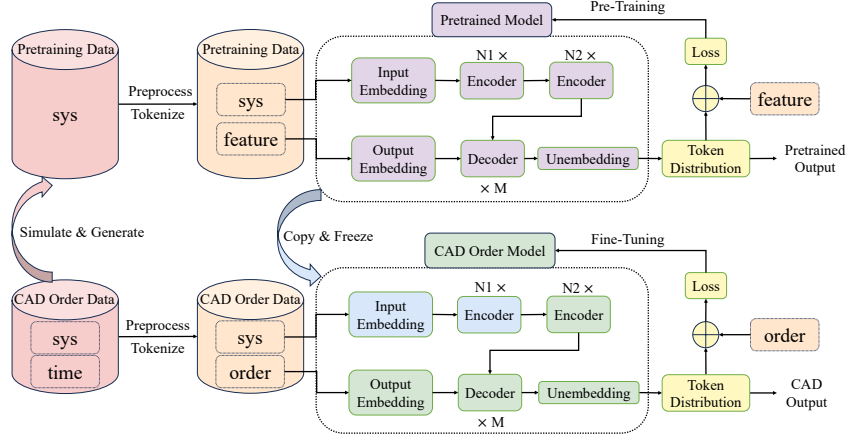 Pretraining Data
sys
Preprocess
Tokenize
Pretraining Data
sys
feature
Pretrained Model
Pre-Training
N1 ×
N2 ×
Input
Embedding
Encoder
Encoder
Output
Embedding
Decoder
Unembedding
× M
Loss
feature
Token
Distribution
Pretrained
Output
Simulate & Generate
Copy & Freeze
CAD Order Data
sys
time
Preprocess
Tokenize
CAD Order Data
sys
order
CAD Order Model
Fine-Tuning
N1 ×
N2 ×
Input
Embedding
Encoder
Encoder
Output
Embedding
Decoder
Unembedding
× M
Loss
order
Token
Distribution
CAD
Output